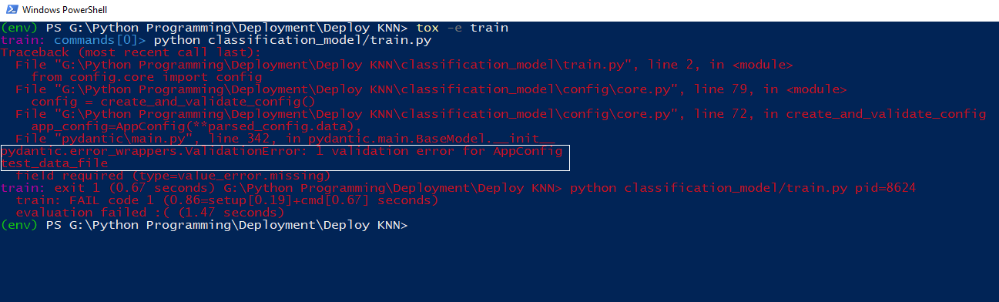 Windows PowerShell
(env) PS G:\Python Programming\Deployment\Deploy KNN> tox -e train
train: commands[0]> python classification_model/train.py
Traceback (most recent call last):
  File "G:\Python Programming\Deployment\Deploy KNN\classification_model\train.py", line 2, in <module>
    from config.core import config
  File "G:\Python Programming\Deployment\Deploy KNN\classification_model\config\core.py", line 79, in <module>
    config = create_and_validate_config()
  File "G:\Python Programming\Deployment\Deploy KNN\classification_model\config\core.py", line 72, in create_and_validate_config
    app_config=AppConfig(**parsed_config.data),
  File "pydantic\main.py", line 342, in pydantic.main.BaseModel.__init__
pydantic.error_wrappers.ValidationError: 1 validation error for AppConfig
test_data_file
  field required (type=value_error.missing)
train: exit 1 (0.67 seconds) G:\Python Programming\Deployment\Deploy KNN> python classification_model/train.py pid=8624
  train: FAIL code 1 (0.86=setup[0.19]+cmd[0.67] seconds)
  evaluation failed :( (1.47 seconds)
(env) PS G:\Python Programming\Deployment\Deploy KNN>